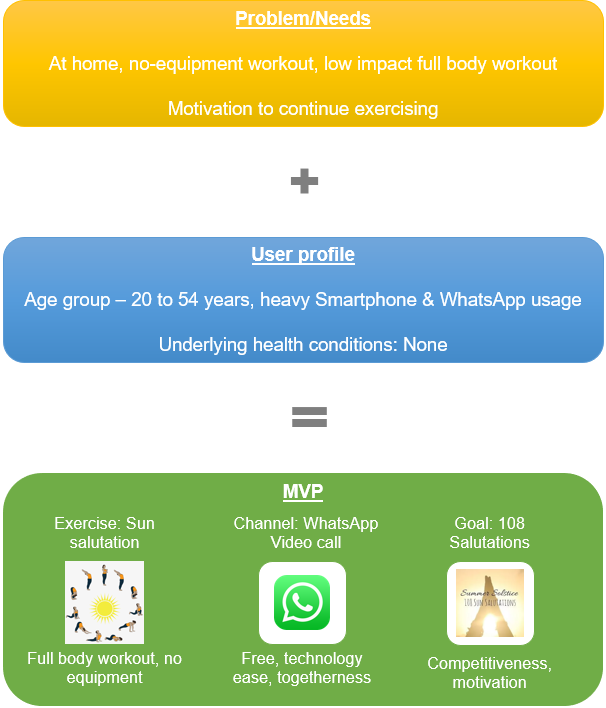 Problem/Needs
At home, no-equipment workout, low impact full body workout
Motivation to continue exercising
+
User profile
Age group – 20 to 54 years, heavy Smartphone & WhatsApp usage
Underlying health conditions: None
=
MVP
Exercise: Sun
salutation
Full body workout, no
equipment
Channel: WhatsApp
Video call
Free, technology
ease, togetherness
Goal: 108
Salutations
Summer Solstice
108 SUN SALUTATIONS
Competitiveness,
motivation